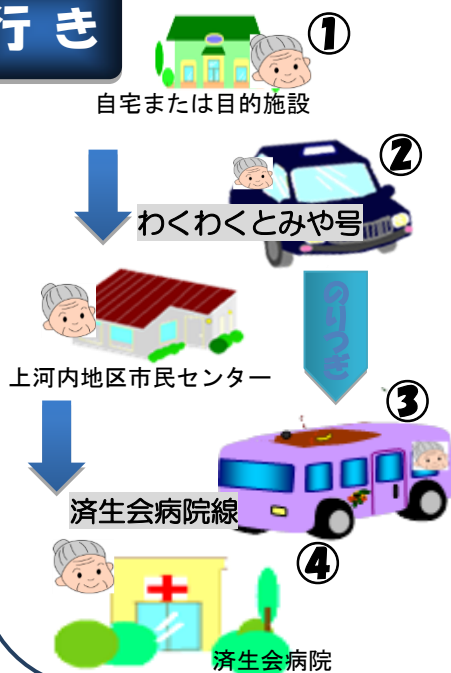 行き
①
自宅または目的施設
②
わくわくとみや号
のりつぎ
上河内地区市民センター
③
済生会病院線
④
済生会病院